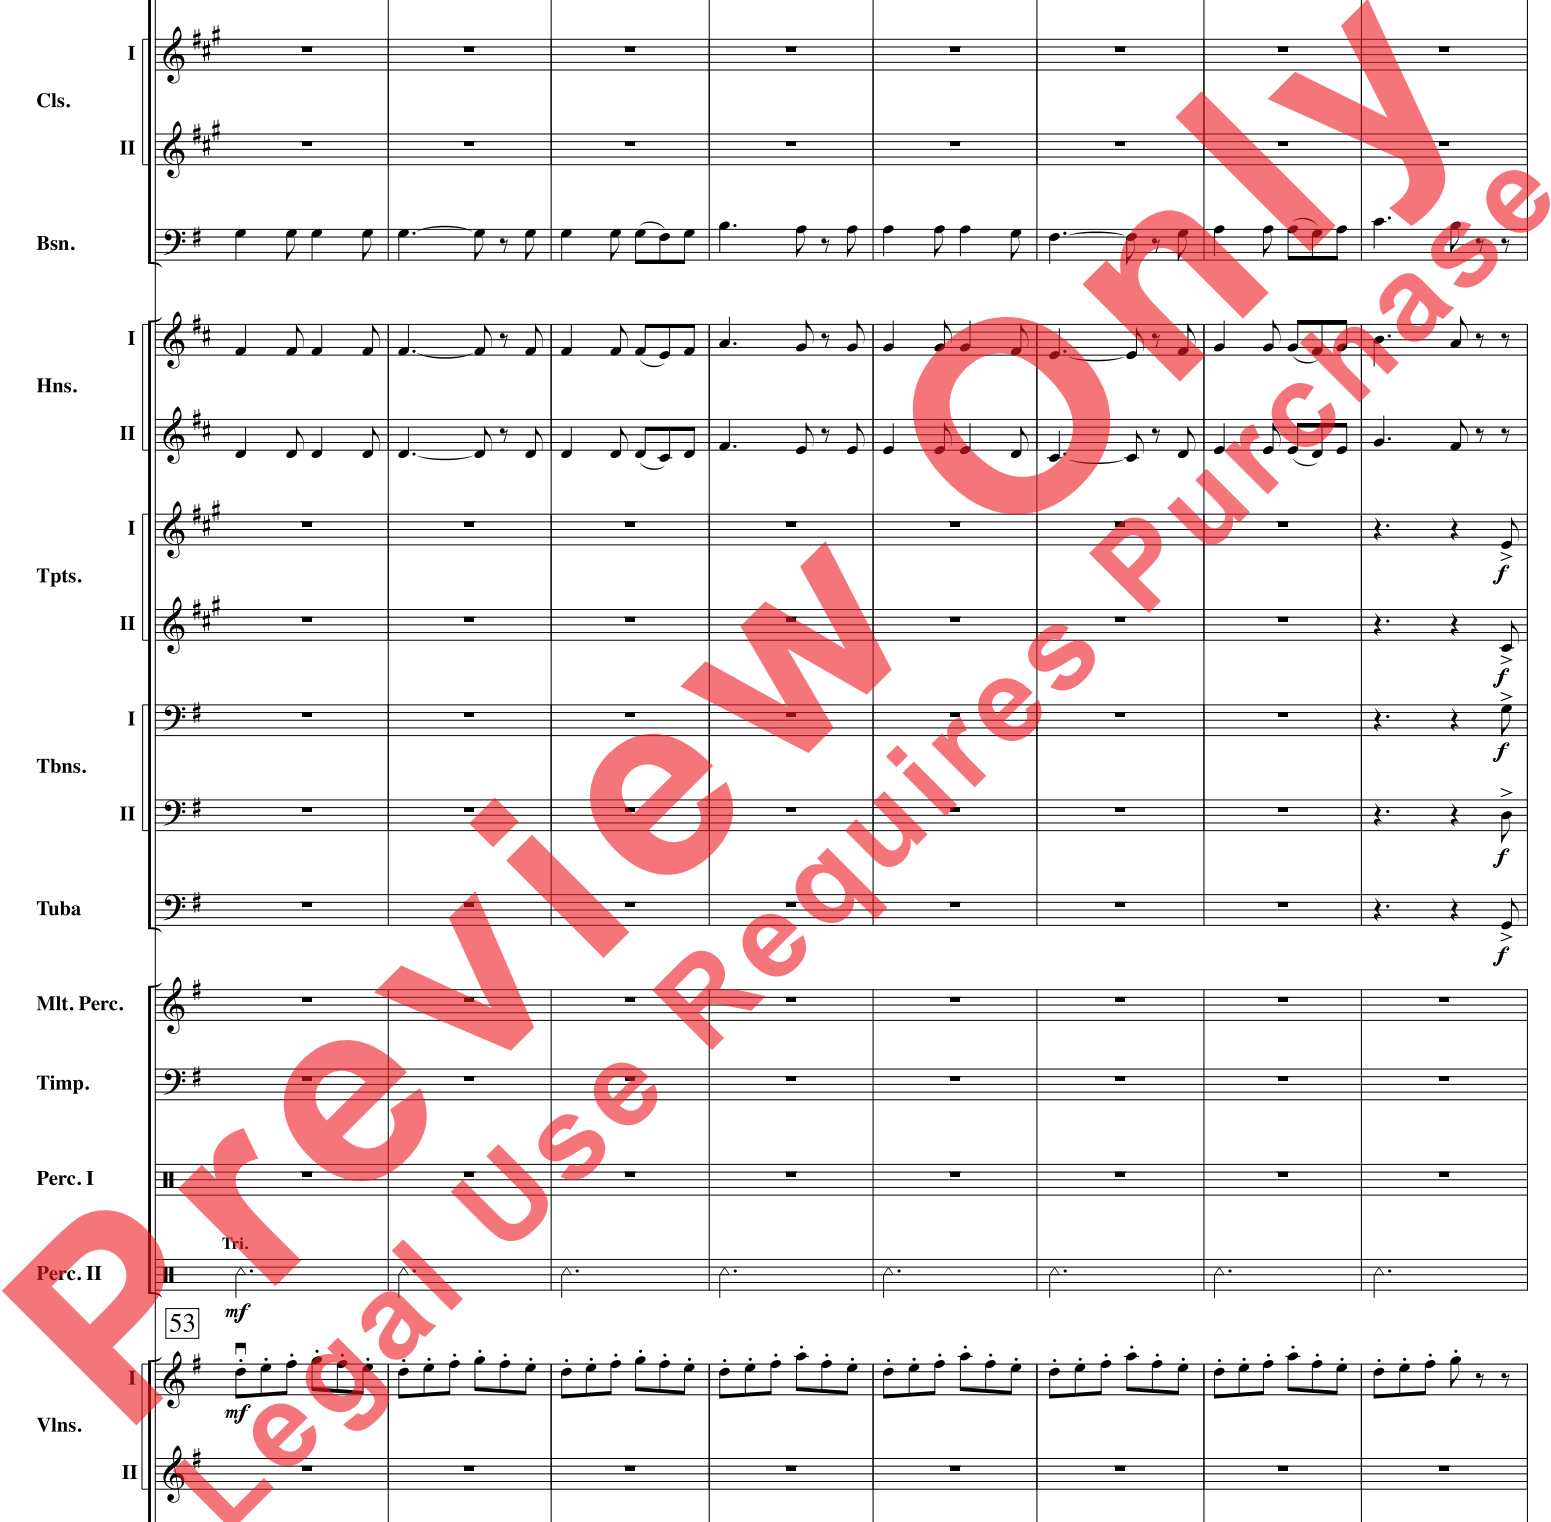 I
Cls.
II
Bsn.
I
Hns.
II
I
Tpts.
f
II
f
I
Tbns.
f
II
f
Tuba
f
Mlt. Perc.
Timp.
Perc. I
Tri.
Perc. II
mf
53
I
mf
Vlns.
II
Preview Only
Legal Use Requires Purchase